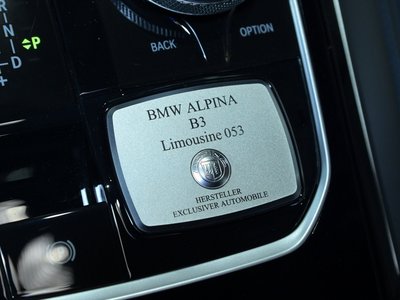 R
N
D
P
BACK
OPTION
BMW ALPINA
B3
Limousine 053
HERSTELLER
EXCLUSIVER AUTOMOBILE